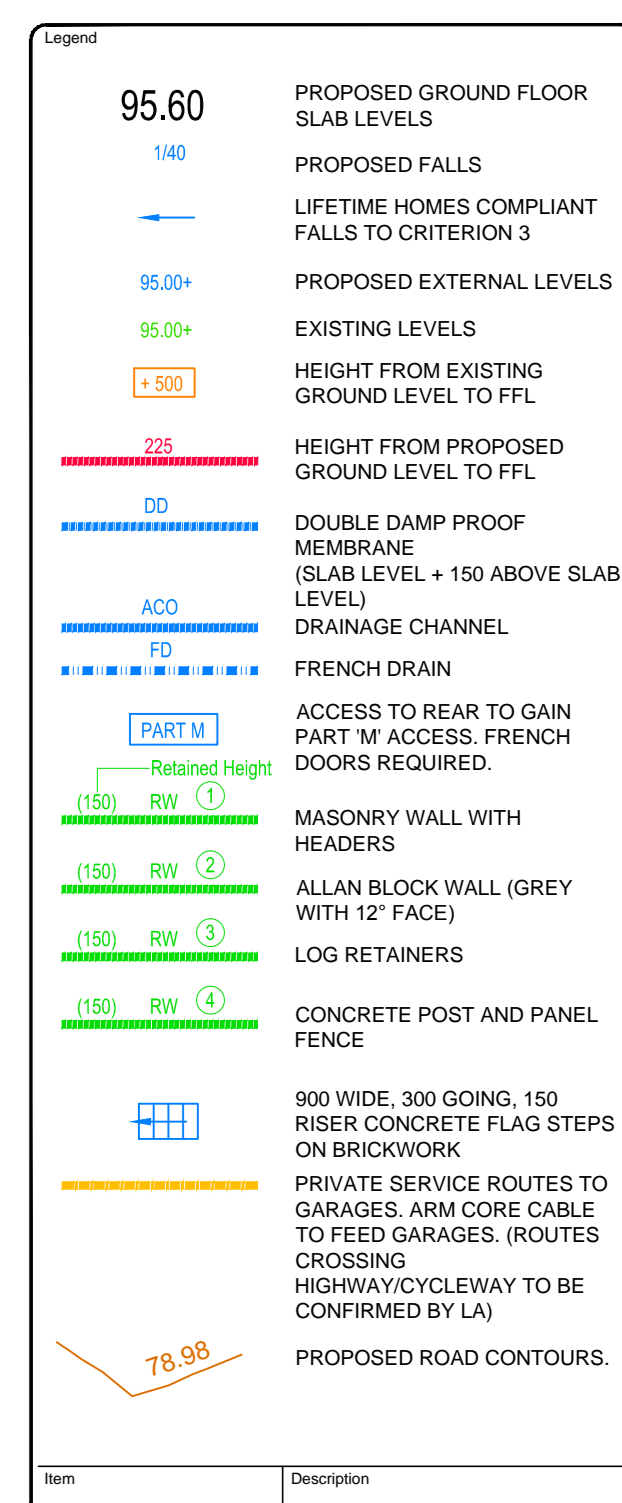 Legend
95.60
PROPOSED GROUND FLOOR
SLAB LEVELS
1/40
PROPOSED FALLS
LIFETIME HOMES COMPLIANT
FALLS TO CRITERION 3
95.00+
PROPOSED EXTERNAL LEVELS
95.00+
EXISTING LEVELS
+ 500
HEIGHT FROM EXISTING
GROUND LEVEL TO FFL
225
HEIGHT FROM PROPOSED
GROUND LEVEL TO FFL
DD
DOUBLE DAMP PROOF
MEMBRANE
(SLAB LEVEL + 150 ABOVE SLAB
LEVEL)
ACO
DRAINAGE CHANNEL
FD
FRENCH DRAIN
PART M
ACCESS TO REAR TO GAIN
PART 'M' ACCESS. FRENCH
DOORS REQUIRED.
Retained Height
(150) RW 1
MASONRY WALL WITH
HEADERS
(150) RW 2
ALLAN BLOCK WALL (GREY
WITH 12° FACE)
(150) RW 3
LOG RETAINERS
(150) RW 4
CONCRETE POST AND PANEL
FENCE
900 WIDE, 300 GOING, 150
RISER CONCRETE FLAG STEPS
ON BRICKWORK
PRIVATE SERVICE ROUTES TO
GARAGES. ARM CORE CABLE
TO FEED GARAGES. (ROUTES
CROSSING
HIGHWAY/CYCLEWAY TO BE
CONFIRMED BY LA)
78.98
PROPOSED ROAD CONTOURS.
Item
Description